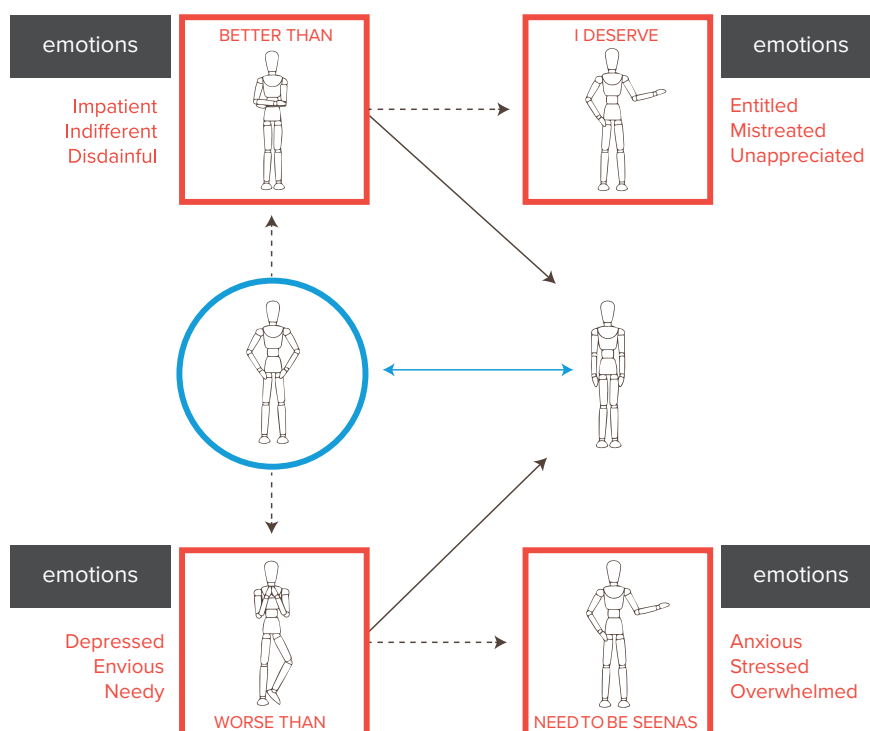 emotions
BETTER THAN
I DESERVE
emotions
Impatient
Indifferent
Disdainful
Entitled
Mistreated
Unappreciated
emotions
emotions
Depressed
Envious
Needy
Anxious
Stressed
Overwhelmed
WORSE THAN
NEED TO BE SEENAS